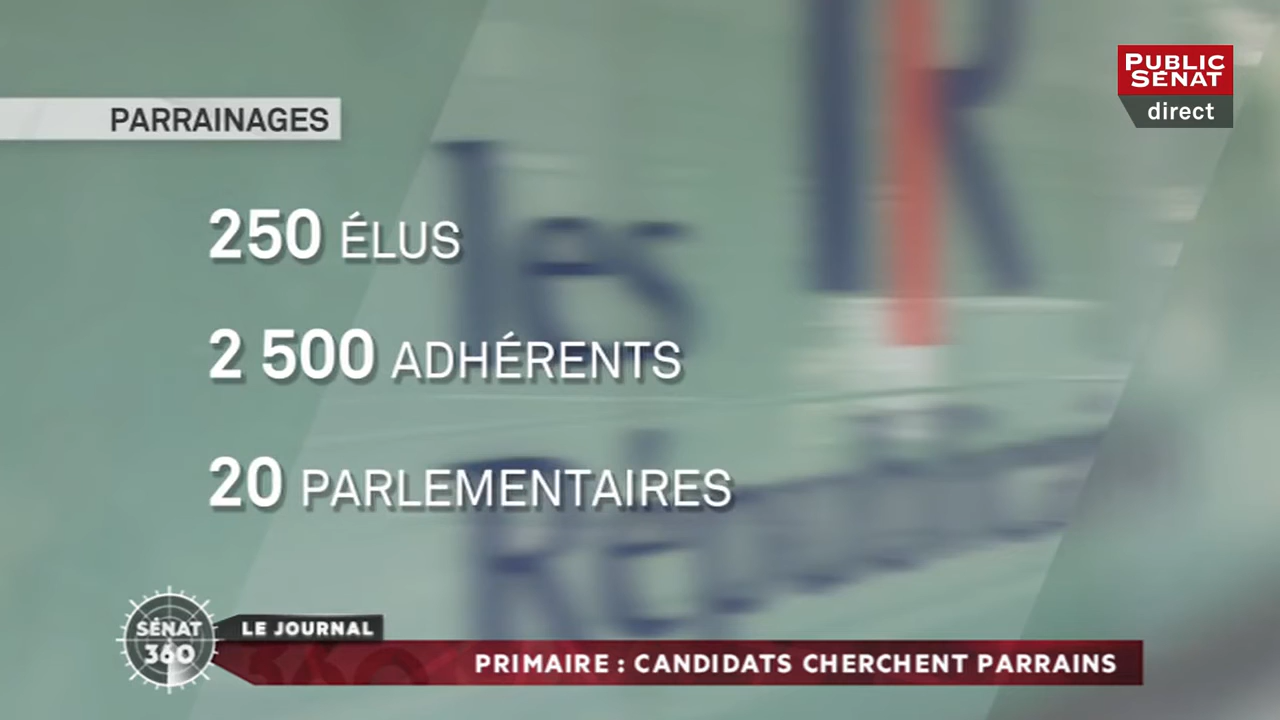 PUBLIC
SÉNAT
direct
PARRAINAGES
250 ÉLUS
2 500 ADHÉRENTS
20 PARLEMENTAIRES
les
R
SÉNAT
360
LE JOURNAL
PRIMAIRE : CANDIDATS CHERCHENT PARRAINS